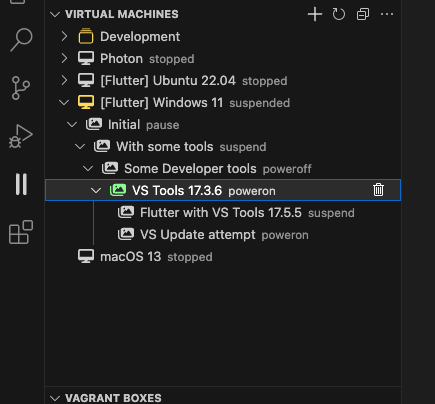 VIRTUAL MACHINES
Development
Photon stopped
[Flutter] Ubuntu 22.04 stopped
[Flutter] Windows 11 suspended
Initial pause
With some tools suspend
Some Developer tools poweroff
VS Tools 17.3.6 poweron
Flutter with VS Tools 17.5.5 suspend
VS Update attempt poweron
macOS 13 stopped
VAGRANT BOXES